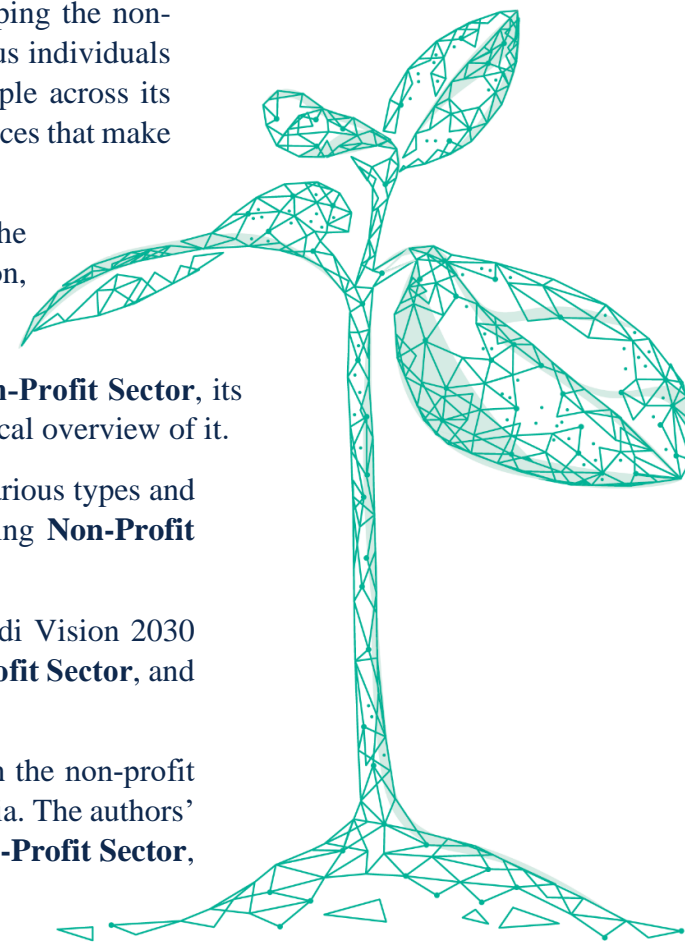 ping the non-
us individuals
ple across its
ces that make
he
on,
n-Profit Sector, its
cal overview of it.
arious types and
ing Non-Profit
di Vision 2030
ofit Sector, and
n the non-profit
ia. The authors’
-Profit Sector,